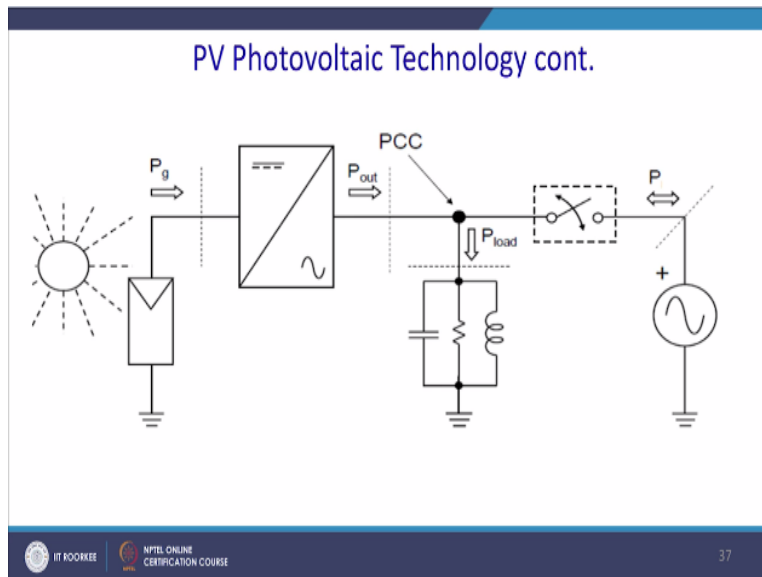 PV Photovoltaic Technology cont.
PCC
Pg
Pout
P
Pload
+
IIT ROORKEE
NPTEL ONLINE
CERTIFICATION COURSE
37